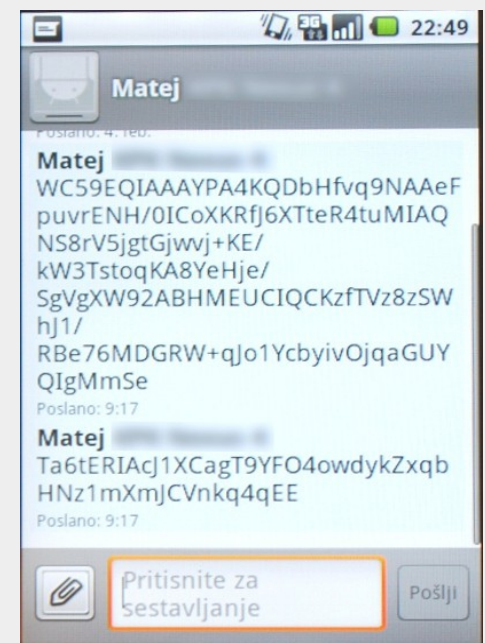 3G
22:49
Matej
Poslano: 4. feb.
Matej
WC59EQIAAAYPA4KQDbHfvq9NAAeF
puvrENH/0ICoXKRfJ6XTteR4tuMIAQ
NS8rV5jgtGjwvj+KE/
kW3TstoqKA8YeHje/
SgVgXW92ABHMEUCIQCKzfTVz8zSW
hJ1/
RBe76MDGRW+qJo1YcbyivOjqaGUY
QIgMmSe
Poslano: 9:17
Matej
Ta6tERIAcJ1XCagT9YFO4owdykZxqb
HNz1mXmJCVnkq4qEE
Poslano: 9:17
Pritisnite za
sestavljanje
Pošlji